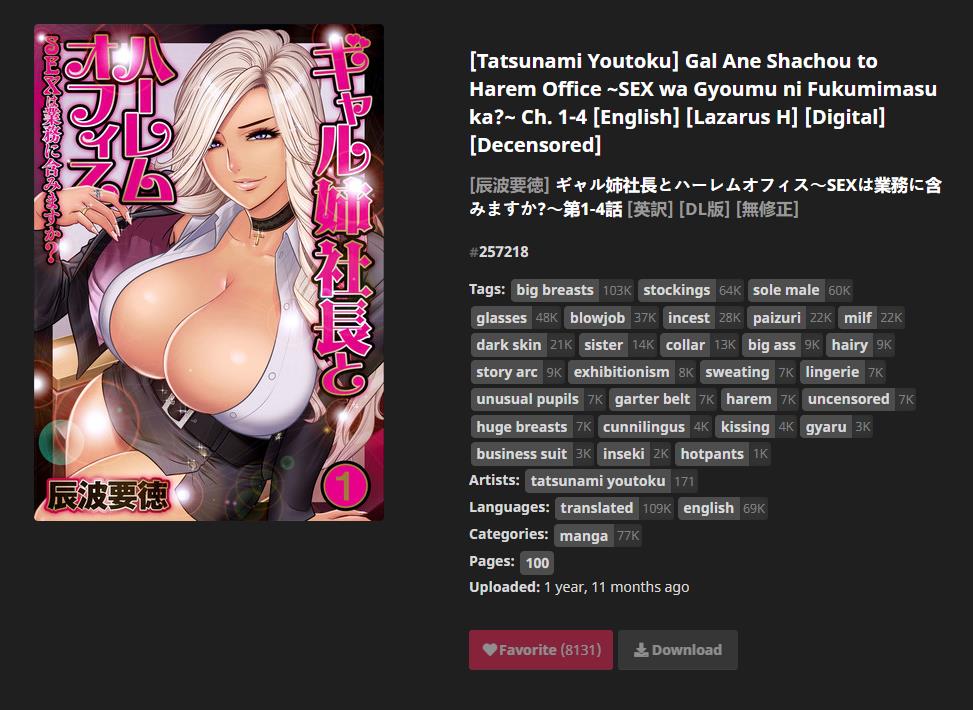 ギャル姉社長と
ハーレム
オフィス
SEXは業務に含みますか?
辰波要徳
1
[Tatsunami Youtoku] Gal Ane Shachou to
Harem Office ~SEX wa Gyoumu ni Fukumimasu
ka?~ Ch. 1-4 [English] [Lazarus H] [Digital]
[Decensored]
[辰波要徳] ギャル姉社長とハーレムオフィス～SEXは業務に含
みますか?～第1-4話 [英訳] [DL版] [無修正]
#257218
Tags: big breasts 103K stockings 64K sole male 60K
glasses 48K blowjob 37K incest 28K paizuri 22K milf 22K
dark skin 21K sister 14K collar 13K big ass 9K hairy 9K
story arc 9K exhibitionism 8K sweating 7K lingerie 7K
unusual pupils 7K garter belt 7K harem 7K uncensored 7K
huge breasts 7K cunnilingus 4K kissing 4K gyaru 3K
business suit 3K inseki 2K hotpants 1K
Artists: tatsunami youtoku 171
Languages: translated 109K english 69K
Categories: manga 77K
Pages: 100
Uploaded: 1 year, 11 months ago
Favorite (8131) Download